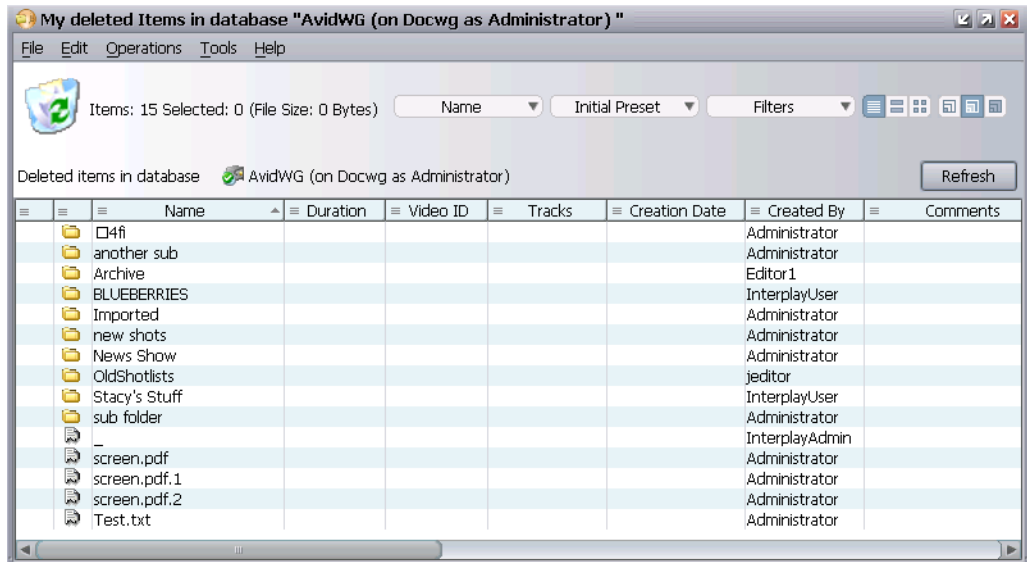 My deleted Items in database "AvidWG (on Docwg as Administrator) "
File Edit Operations Tools Help
Items: 15 Selected: 0 (File Size: 0 Bytes) Name Initial Preset Filters
Deleted items in database AvidWG (on Docwg as Administrator) Refresh
Name Duration Video ID Tracks Creation Date Created By Comments
□4fi Administrator
another sub Administrator
Archive Editor1
BLUEBERRIES InterplayUser
Imported Administrator
new shots Administrator
News Show Administrator
OldShotlists jeditor
Stacy's Stuff InterplayUser
sub folder Administrator
_ InterplayAdmin
screen.pdf Administrator
screen.pdf.1 Administrator
screen.pdf.2 Administrator
Test.txt Administrator